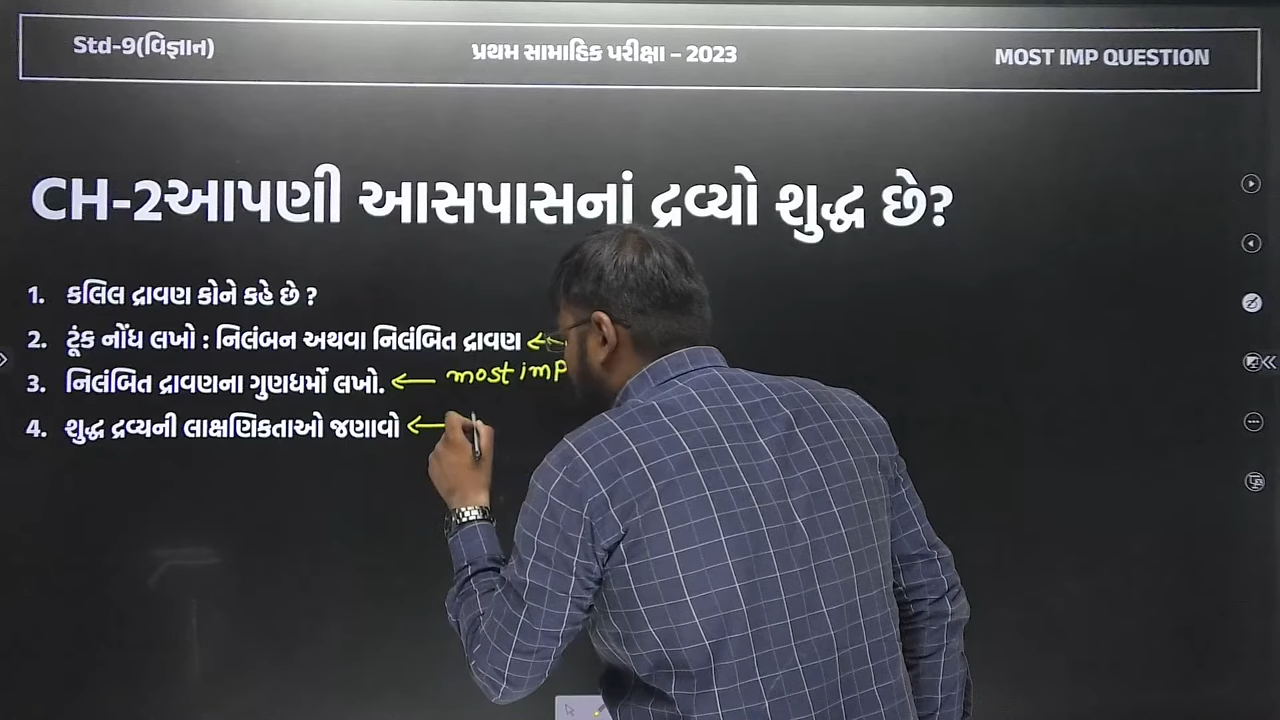 Std-9(વિજ્ઞાન) પ્રથમ સામાહિક પરીક્ષા – 2023 MOST IMP QUESTION
CH-2આપણી આસપાસનાં દ્રવ્યો શુદ્ધ છે?
1. કલિલ દ્રાવણ કોને કહે છે ?
2. ટૂંક નોંધ લખો : નિલંબન અથવા નિલંબિત દ્રાવણ
3. નિલંબિત દ્રાવણના ગુણધર્મો લખો. ← most imp
4. શુદ્ધ દ્રવ્યની લાક્ષણિકતાઓ જણાવો ←